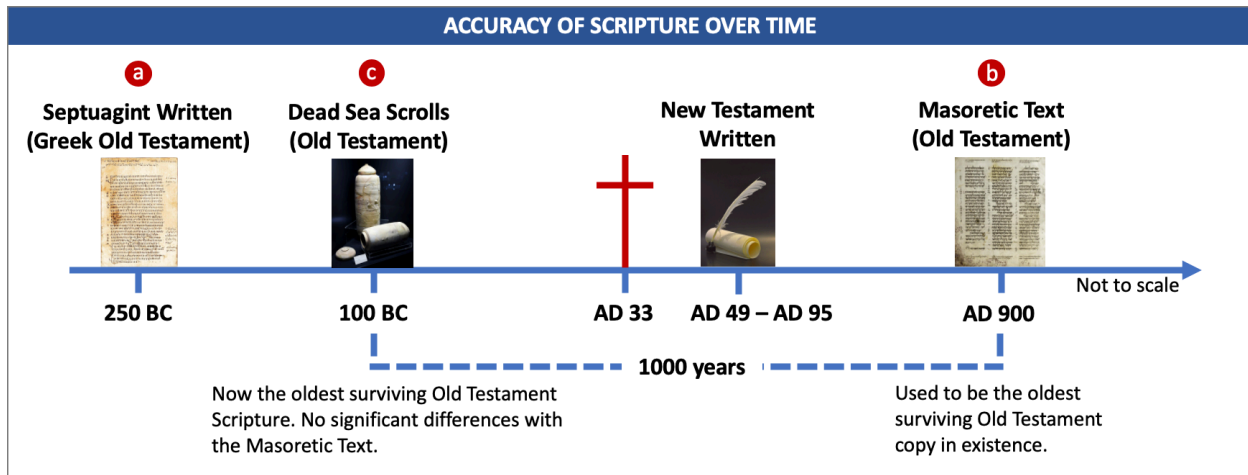 ACCURACY OF SCRIPTURE OVER TIME
a
Septuagint Written
(Greek Old Testament)
c
Dead Sea Scrolls
(Old Testament)
New Testament
Written
b
Masoretic Text
(Old Testament)
Not to scale
250 BC
100 BC
AD 33
AD 49 – AD 95
AD 900
1000 years
Now the oldest surviving Old Testament
Scripture. No significant differences with
the Masoretic Text.
Used to be the oldest
surviving Old Testament
copy in existence.